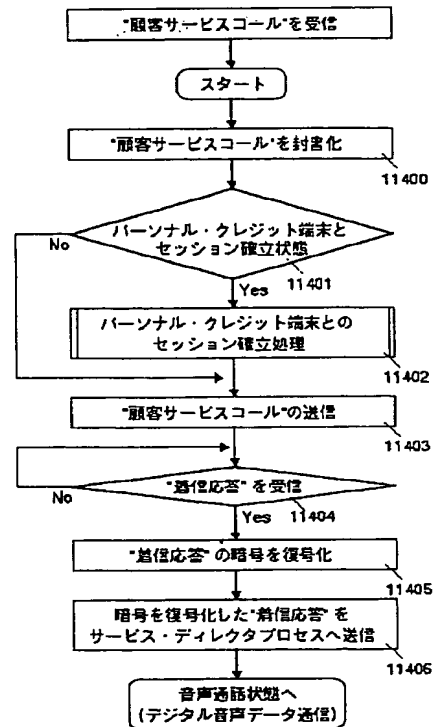 "顧客サービスコール"を受信
スタート
"顧客サービスコール"を封書化
11400
パーソナル・クレジット端末と
セッション確立状態
No
11401
Yes
パーソナル・クレジット端末との
セッション確立処理
11402
"顧客サービスコール"の送信
11403
"着信応答"を受信
No
11404
Yes
"着信応答"の暗号を復号化
11405
暗号を復号化した"着信応答"を
サービス・ディレクタプロセスへ送信
11406
音声通話状態へ
(デジタル音声データ通信)